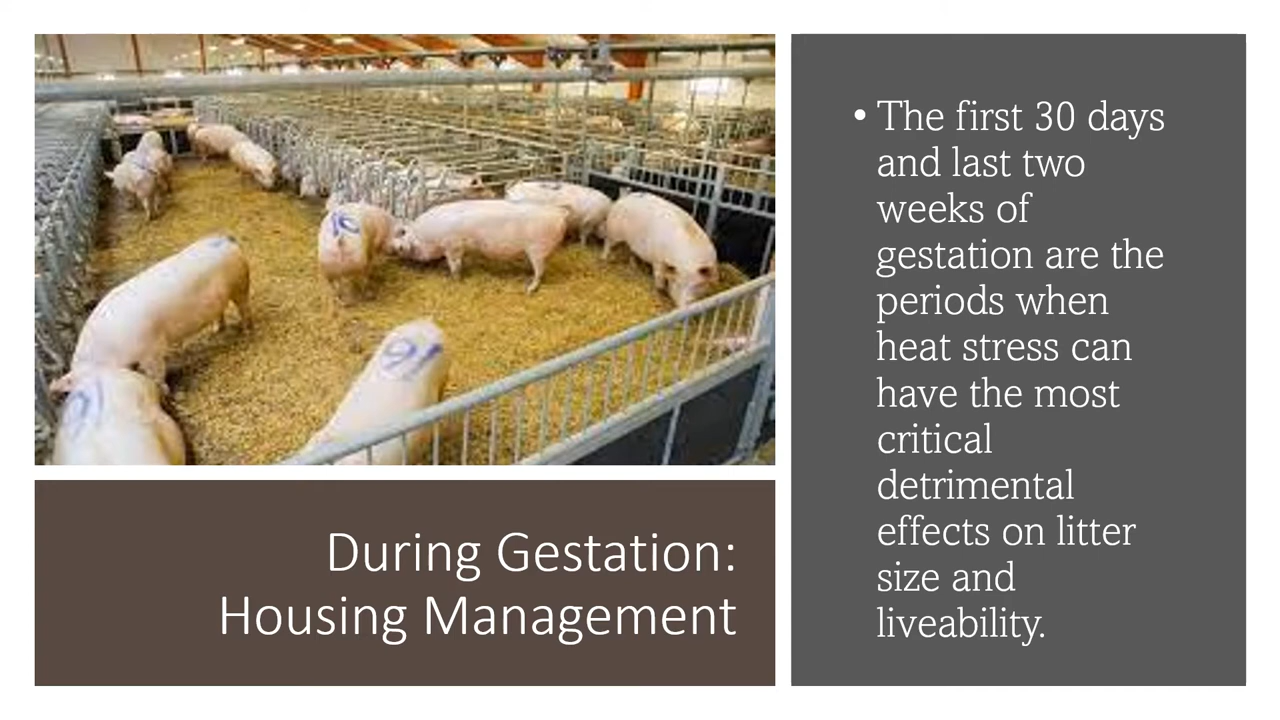 During Gestation:
Housing Management
• The first 30 days
and last two
weeks of
gestation are the
periods when
heat stress can
have the most
critical
detrimental
effects on litter
size and
liveability.